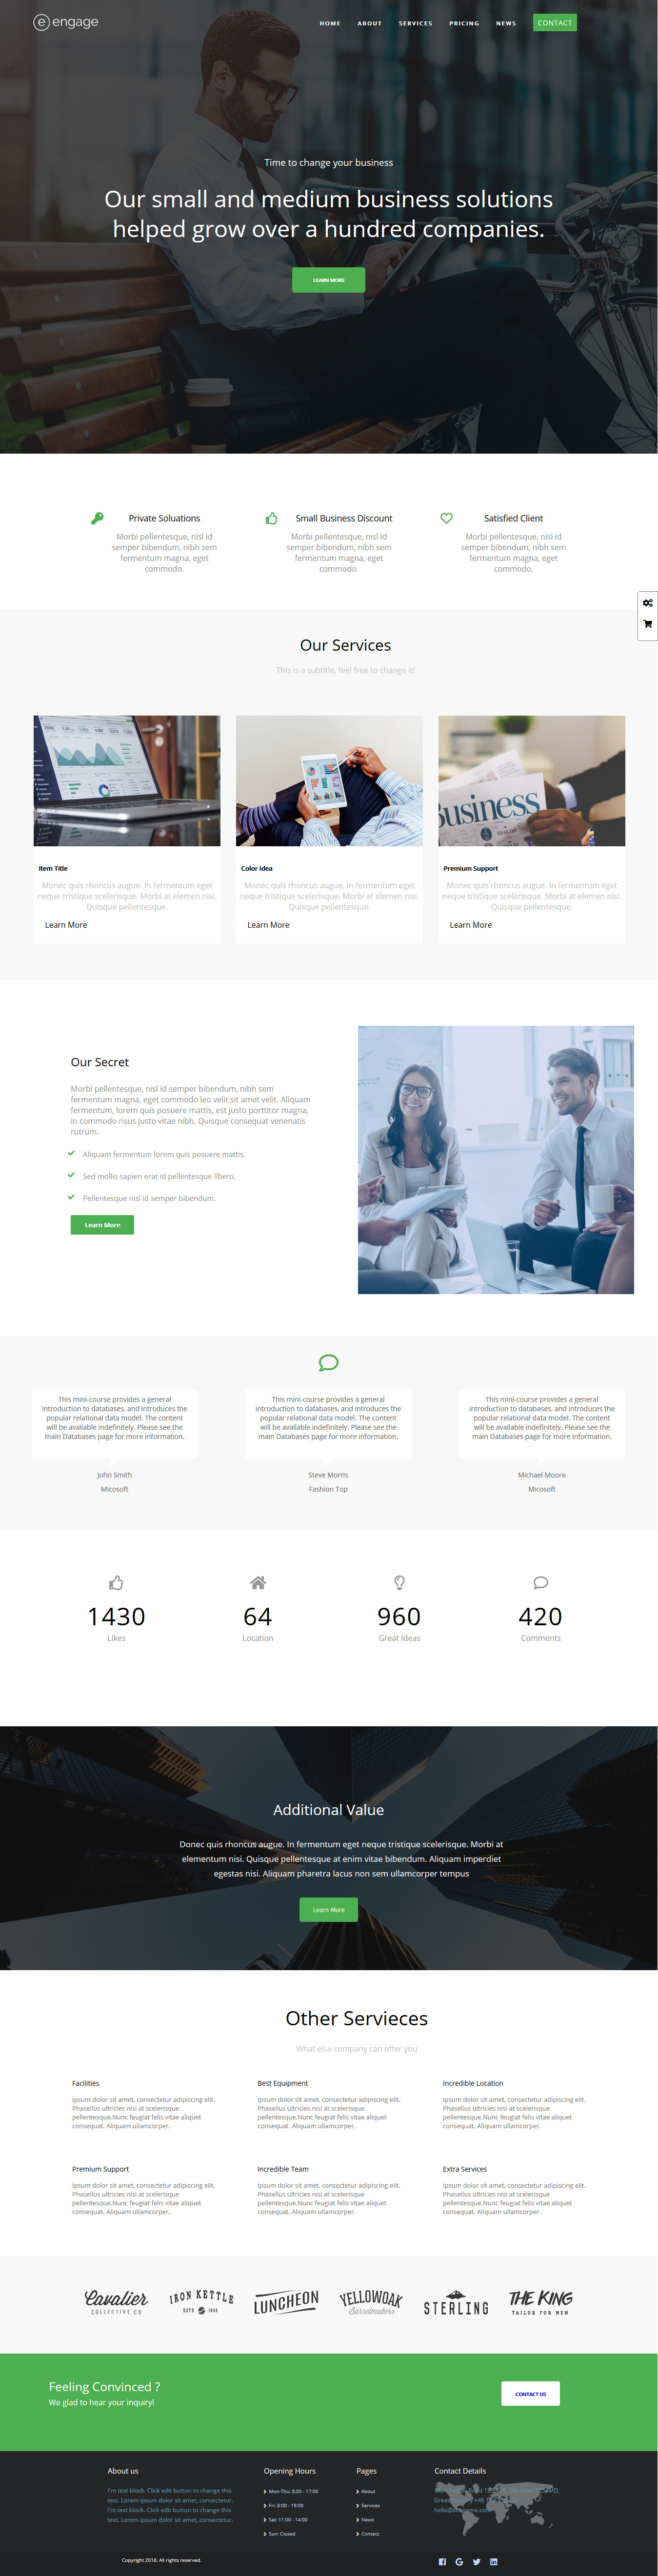 e engage
HOME ABOUT SERVICES PRICING NEWS CONTACT
Time to change your business
Our small and medium business solutions
helped grow over a hundred companies.
LEARN MORE
Private Soluations
Morbi pellentesque, nisl id
semper bibendum, nibh sem
fermentum magna, eget
commodo.
Small Business Discount
Morbi pellentesque, nisl id
semper bibendum, nibh sem
fermentum magna, eget
commodo.
Satisfied Client
Morbi pellentesque, nisl id
semper bibendum, nibh sem
fermentum magna, eget
commodo.
Our Services
This is a subtitle, feel free to change it!
Business
Item Title
Monec quis rhoncus augue. In fermentum eget
neque tristique scelerisque. Morbi at elemen nisi.
Quisque pellentesque.
Learn More
Color Idea
Monec quis rhoncus augue. In fermentum eget
neque tristique scelerisque. Morbi at elemen nisi.
Quisque pellentesque.
Learn More
Premium Support
Monec quis rhoncus augue. In fermentum eget
neque tristique scelerisque. Morbi at elemen nisi.
Quisque pellentesque.
Learn More
Our Secret
Morbi pellentesque, nisl id semper bibendum, nibh sem
fermentum magna, eget commodo leo velit sit amet velit. Aliquam
fermentum, lorem quis posuere mattis, est justo porttitor magna,
in commodo risus justo vitae nibh. Quisque consequat venenatis
rutrum.
Aliquam fermentum lorem quis posuere mattis.
Sed mollis sapien erat id pellentesque libero.
Pellentesque nisl id semper bibendum.
Learn More
This mini-course provides a general
introduction to databases, and introduces the
popular relational data model. The content
will be available indefinitely. Please see the
main Databases page for more information.
John Smith
Micosoft
This mini-course provides a general
introduction to databases, and introduces the
popular relational data model. The content
will be available indefinitely. Please see the
main Databases page for more information.
Steve Morris
Fashion Top
This mini-course provides a general
introduction to databases, and introduces the
popular relational data model. The content
will be available indefinitely. Please see the
main Databases page for more information.
Michael Moore
Micosoft
1430
Likes
64
Location
960
Great Ideas
420
Comments
Additional Value
Donec quis rhoncus augue. In fermentum eget neque tristique scelerisque. Morbi at
elementum nisi. Quisque pellentesque at enim vitae bibendum. Aliquam imperdiet
egestas nisi. Aliquam pharetra lacus non sem ullamcorper tempus
Learn More
Other Servieces
What else company can offer you
Facilities
Ipsum dolor sit amet, consectetur adipiscing elit.
Phasellus ultricies nisi at scelerisque
pellentesque.Nunc feugiat felis vitae aliquet
consequat. Aliquam ullamcorper.
Best Equipment
Ipsum dolor sit amet, consectetur adipiscing elit.
Phasellus ultricies nisi at scelerisque
pellentesque.Nunc feugiat felis vitae aliquet
consequat. Aliquam ullamcorper.
Incredible Location
Ipsum dolor sit amet, consectetur adipiscing elit.
Phasellus ultricies nisi at scelerisque
pellentesque.Nunc feugiat felis vitae aliquet
consequat. Aliquam ullamcorper.
Premium Support
Ipsum dolor sit amet, consectetur adipiscing elit.
Phasellus ultricies nisi at scelerisque
pellentesque.Nunc feugiat felis vitae aliquet
consequat. Aliquam ullamcorper.
Incredible Team
Ipsum dolor sit amet, consectetur adipiscing elit.
Phasellus ultricies nisi at scelerisque
pellentesque.Nunc feugiat felis vitae aliquet
consequat. Aliquam ullamcorper.
Extra Services
Ipsum dolor sit amet, consectetur adipiscing elit.
Phasellus ultricies nisi at scelerisque
pellentesque.Nunc feugiat felis vitae aliquet
consequat. Aliquam ullamcorper.
Cavalier
COLLECTIVE CO
IRON KETTLE
ESTD
LUNCHEON
YELLOWOAK
Barrelmakers
STERLING
THE KING
TAILOR FOR MEN
Feeling Convinced ?
We glad to hear your inquiry!
CONTACT US
About us
I'm text block. Click edit button to change this
text. Lorem ipsum dolor sit amet, consectetur.
I'm text block. Click edit button to change this
text. Lorem ipsum dolor sit amet, consectetur.
Opening Hours
Mon-Thu: 8:00 - 17:00
Fri: 8:00 - 19:00
Sat: 11:00 - 14:00
Sun: Closed
Pages
About
Services
News
Contact
Contact Details
Copyright 2018. All rights reserved.